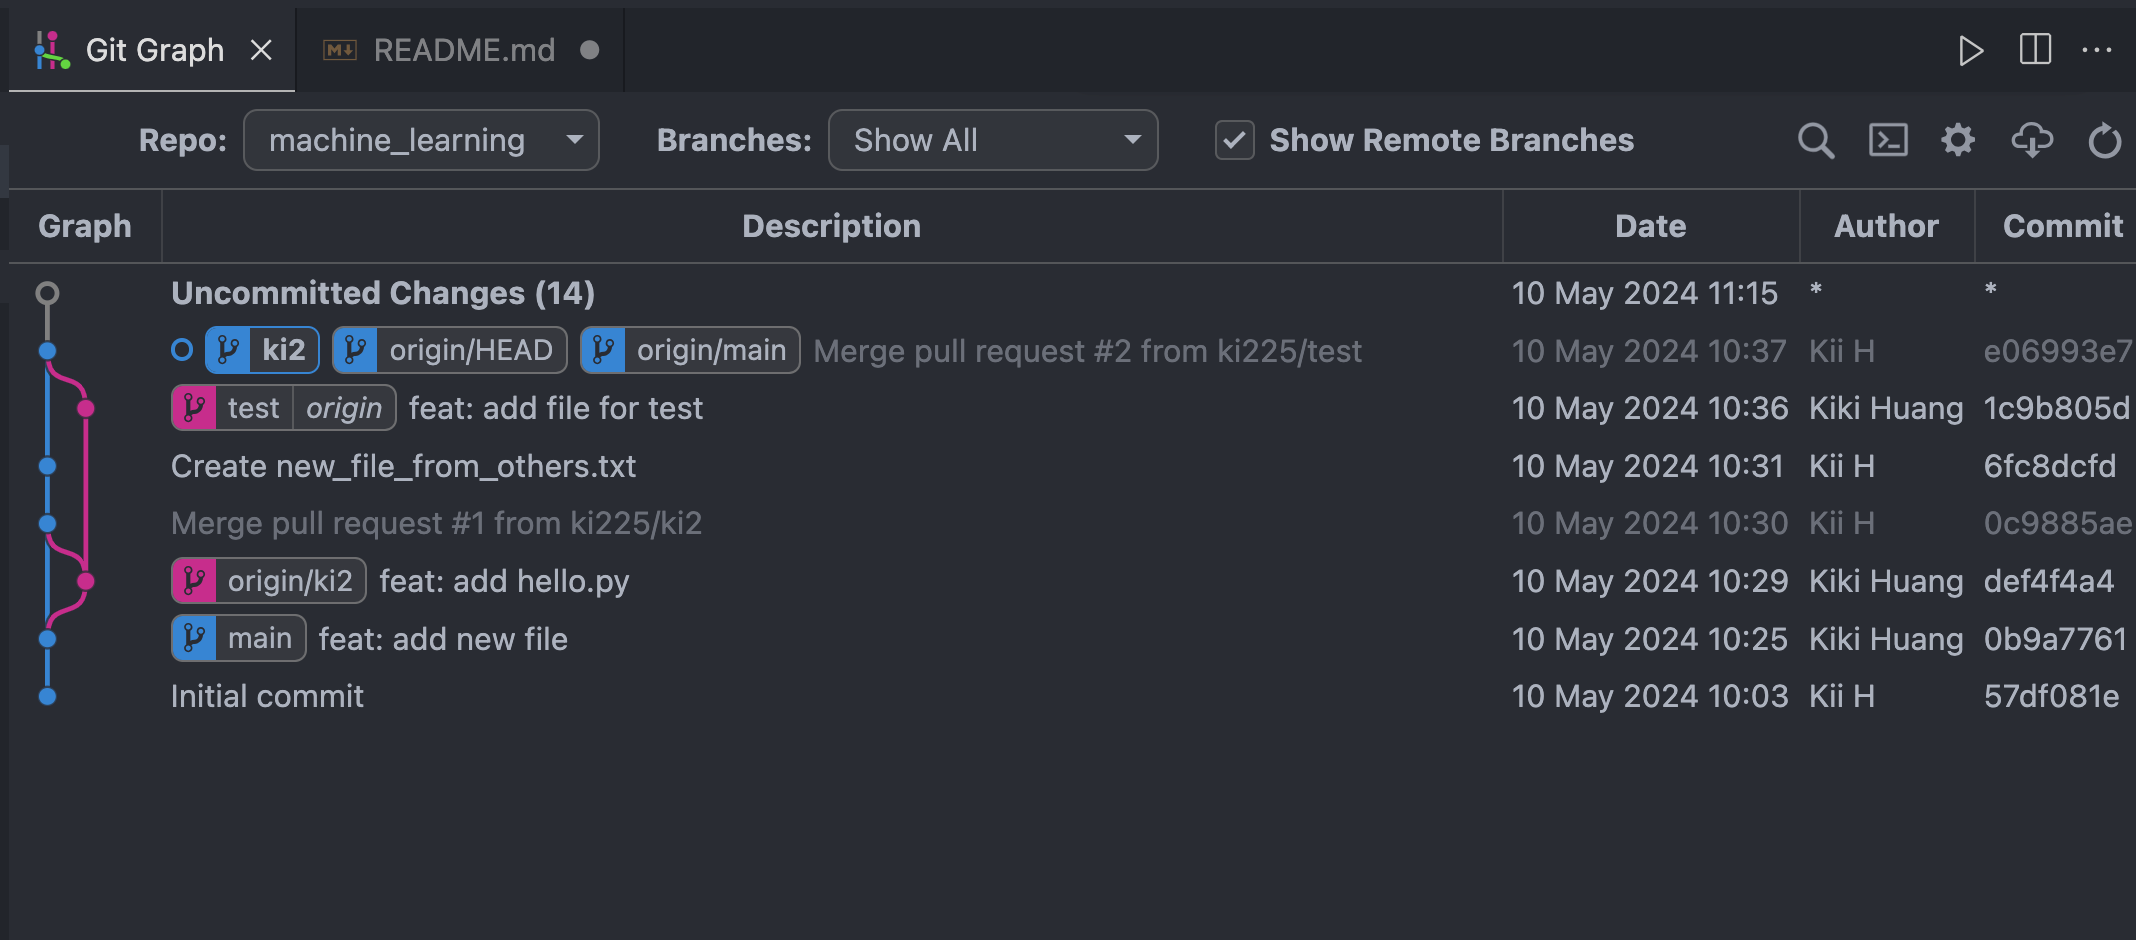 Git Graph README.md
Repo: machine_learning Branches: Show All Show Remote Branches
Graph Description Date Author Commit
Uncommitted Changes (14) 10 May 2024 11:15 * *
ki2 origin/HEAD origin/main Merge pull request #2 from ki225/test 10 May 2024 10:37 Kii H e06993e7
test origin feat: add file for test 10 May 2024 10:36 Kiki Huang 1c9b805d
Create new_file_from_others.txt 10 May 2024 10:31 Kii H 6fc8dcfd
Merge pull request #1 from ki225/ki2 10 May 2024 10:30 Kii H 0c9885ae
origin/ki2 feat: add hello.py 10 May 2024 10:29 Kiki Huang def4f4a4
main feat: add new file 10 May 2024 10:25 Kiki Huang 0b9a7761
Initial commit 10 May 2024 10:03 Kii H 57df081e